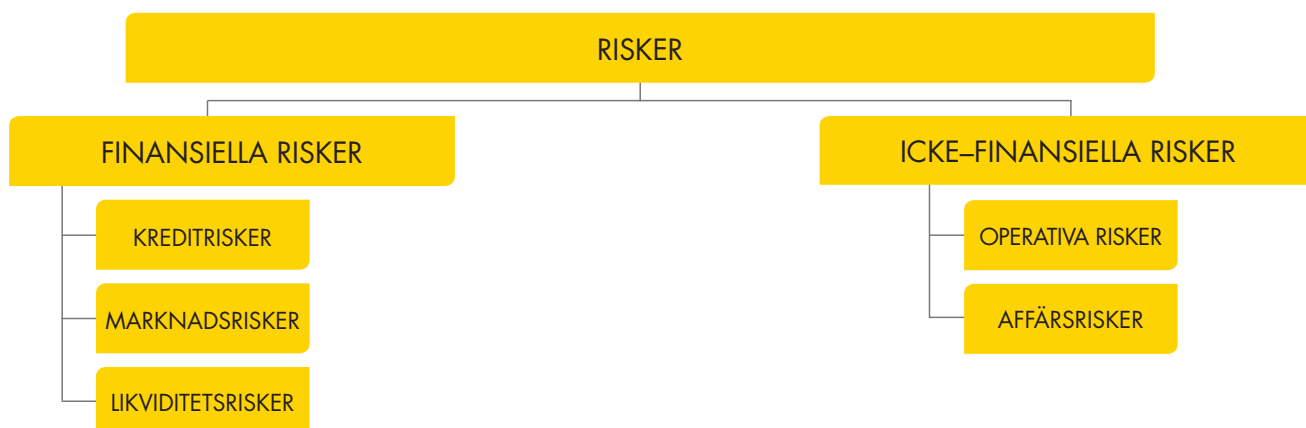 RISKER
FINANSIELLA RISKER
KREDITRISKER
MARKNADSRISKER
LIKVIDITETSRISKER
ICKE–FINANSIELLA RISKER
OPERATIVA RISKER
AFFÄRSRISKER